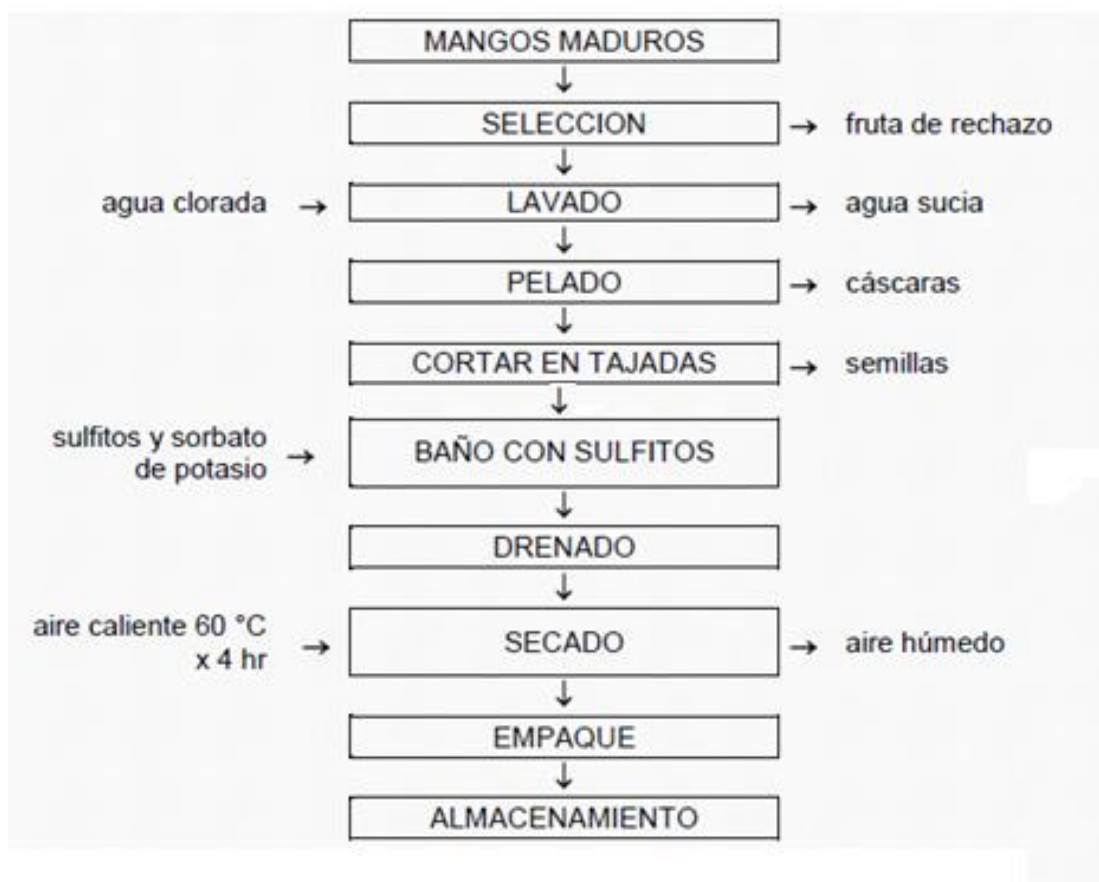 MANGOS MADUROS
↓
SELECCION → fruta de rechazo
↓
agua clorada → LAVADO → agua sucia
↓
PELADO → cáscaras
↓
CORTAR EN TAJADAS → semillas
↓
sulfitos y sorbato
de potasio → BAÑO CON SULFITOS
↓
DRENADO
↓
aire caliente 60 °C
x 4 hr → SECADO → aire húmedo
↓
EMPAQUE
↓
ALMACENAMIENTO